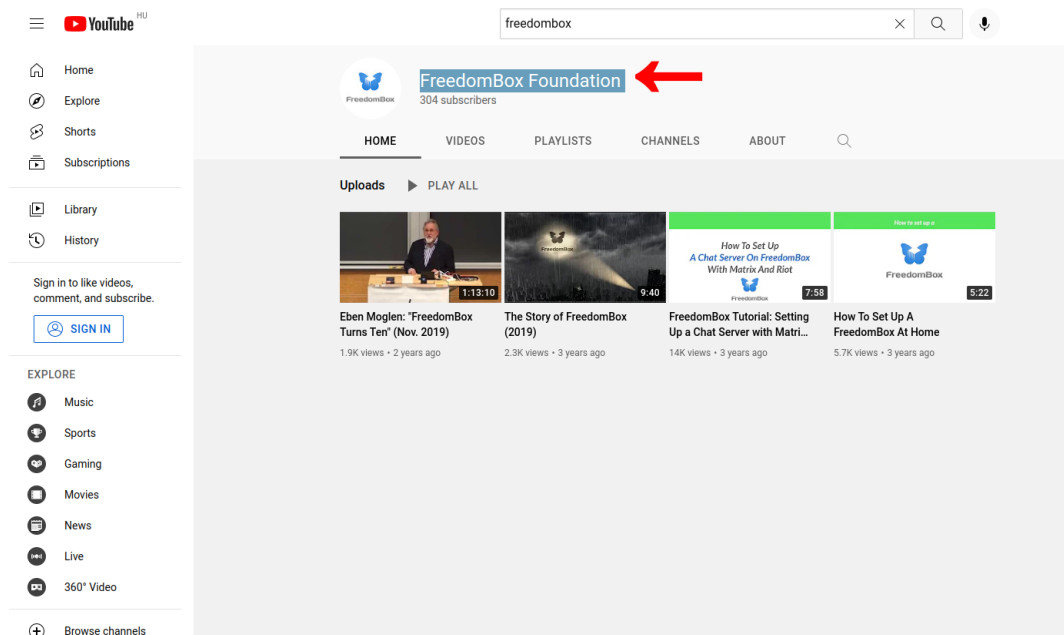 YouTube HU
freedombox
Home
Explore
Shorts
Subscriptions
Library
History
Sign in to like videos,
comment, and subscribe.
SIGN IN
EXPLORE
Music
Sports
Gaming
Movies
News
Live
360° Video
Browse channels
FreedomBox
FreedomBox Foundation
304 subscribers
HOME VIDEOS PLAYLISTS CHANNELS ABOUT
Uploads PLAY ALL
1:13:10
Eben Moglen: "FreedomBox
Turns Ten" (Nov. 2019)
1.9K views • 2 years ago
FreedomBox
9:40
The Story of FreedomBox
(2019)
2.3K views • 3 years ago
How To Set Up
A Chat Server On FreedomBox
With Matrix And Riot
FreedomBox
7:58
FreedomBox Tutorial: Setting
Up a Chat Server with Matri...
14K views • 3 years ago
How to set up a
FreedomBox
5:22
How To Set Up A
FreedomBox At Home
5.7K views • 3 years ago